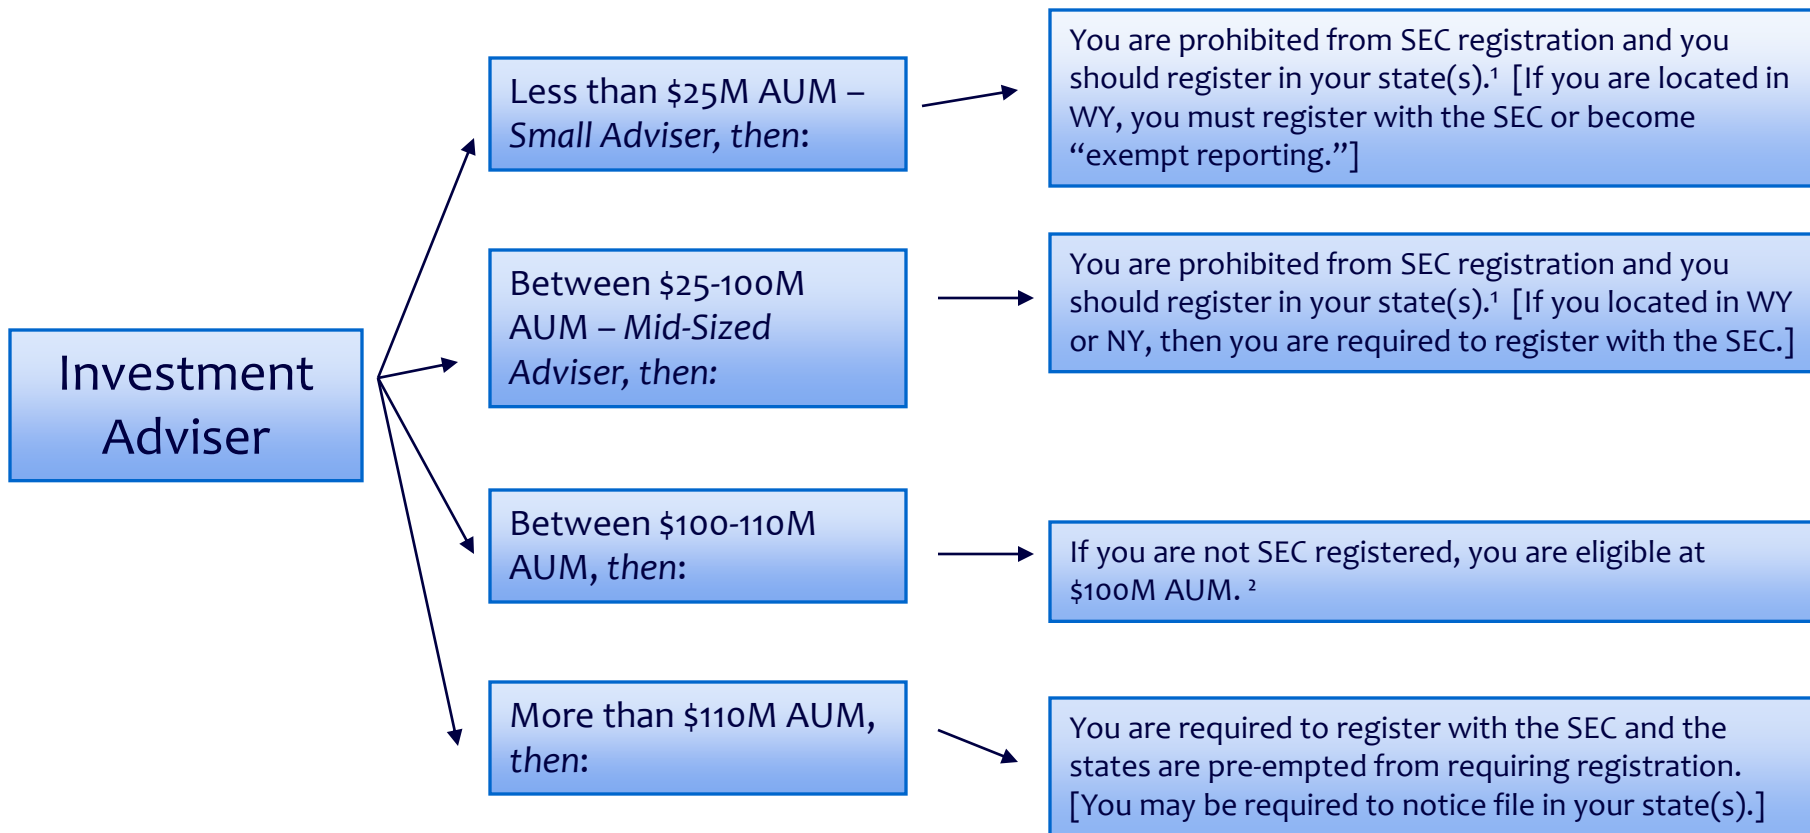 Investment
Adviser
Less than $25M AUM –
Small Adviser, then:
You are prohibited from SEC registration and you
should register in your state(s).¹ [If you are located in
WY, you must register with the SEC or become
“exempt reporting.”]
Between $25-100M
AUM – Mid-Sized
Adviser, then:
You are prohibited from SEC registration and you
should register in your state(s).¹ [If you located in WY
or NY, then you are required to register with the SEC.]
Between $100-110M
AUM, then:
If you are not SEC registered, you are eligible at
$100M AUM. ²
More than $110M AUM,
then:
You are required to register with the SEC and the
states are pre-empted from requiring registration.
[You may be required to notice file in your state(s).]